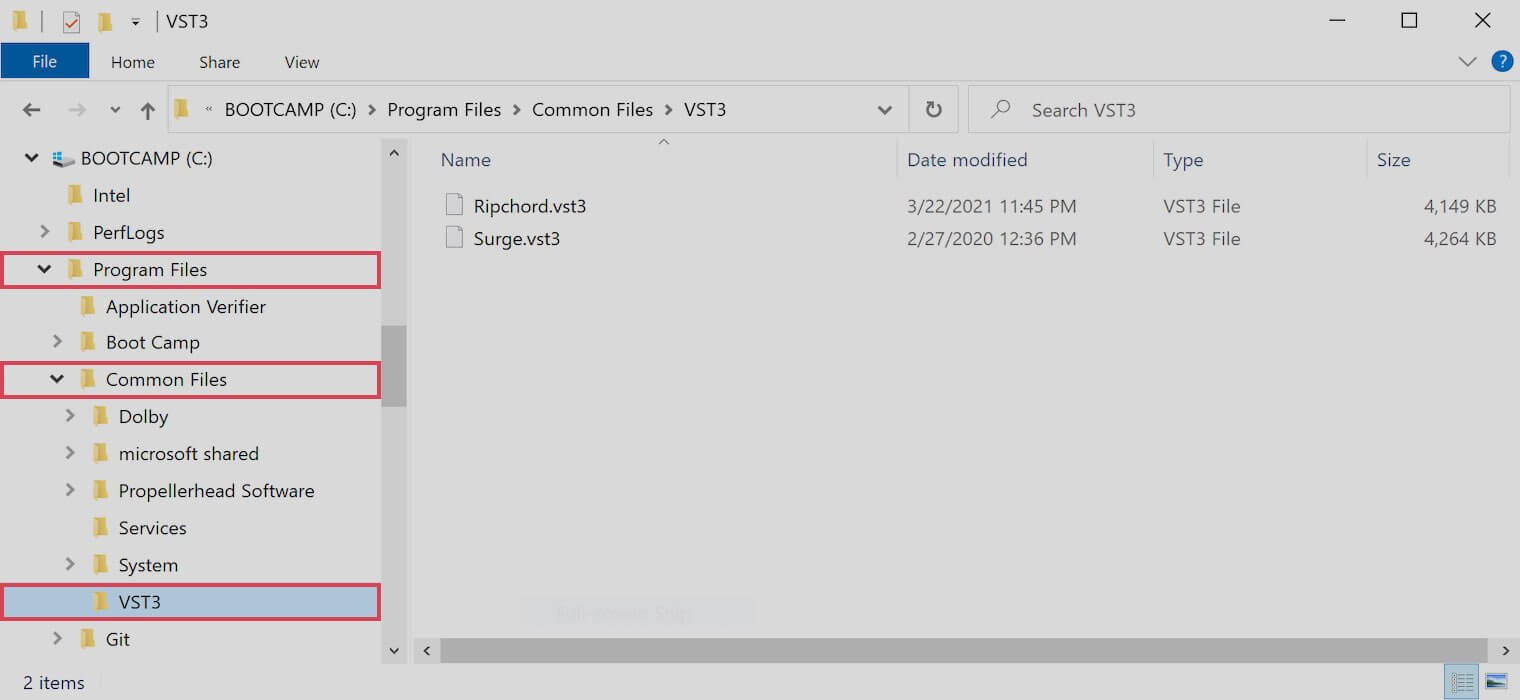 VST3
File Home Share View
« BOOTCAMP (C:) > Program Files > Common Files > VST3
Search VST3
BOOTCAMP (C:)
Intel
PerfLogs
Program Files
Application Verifier
Boot Camp
Common Files
Dolby
microsoft shared
Propellerhead Software
Services
System
VST3
Git
Name Date modified Type Size
Ripchord.vst3 3/22/2021 11:45 PM VST3 File 4,149 KB
Surge.vst3 2/27/2020 12:36 PM VST3 File 4,264 KB
2 items